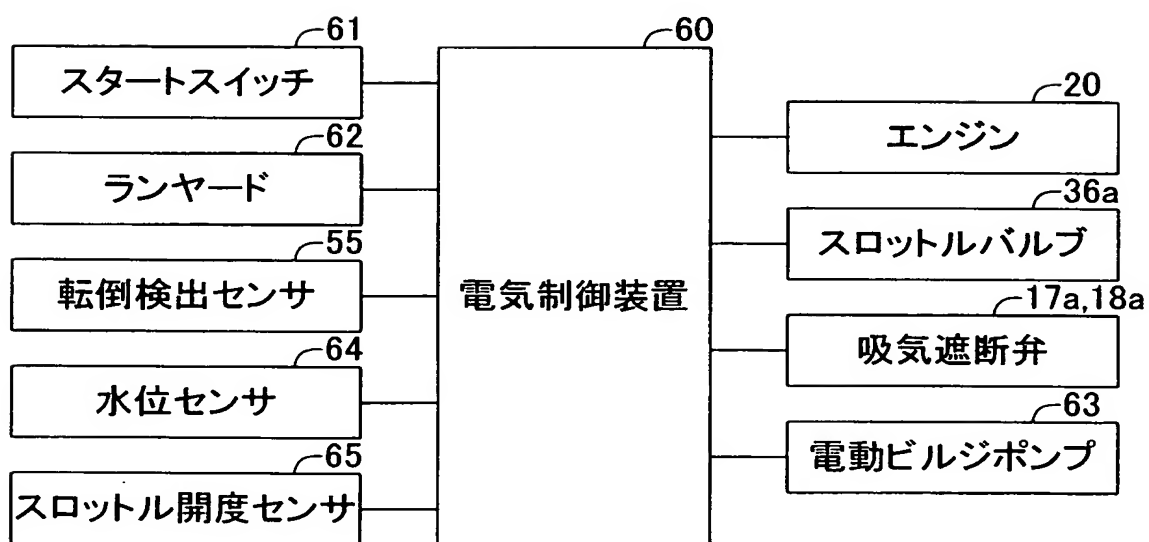 61
スタートスイッチ
62
ランヤード
55
転倒検出センサ
64
水位センサ
65
スロットル開度センサ
60
電気制御装置
20
エンジン
36a
スロットルバルブ
17a,18a
吸気遮断弁
63
電動ビルジポンプ